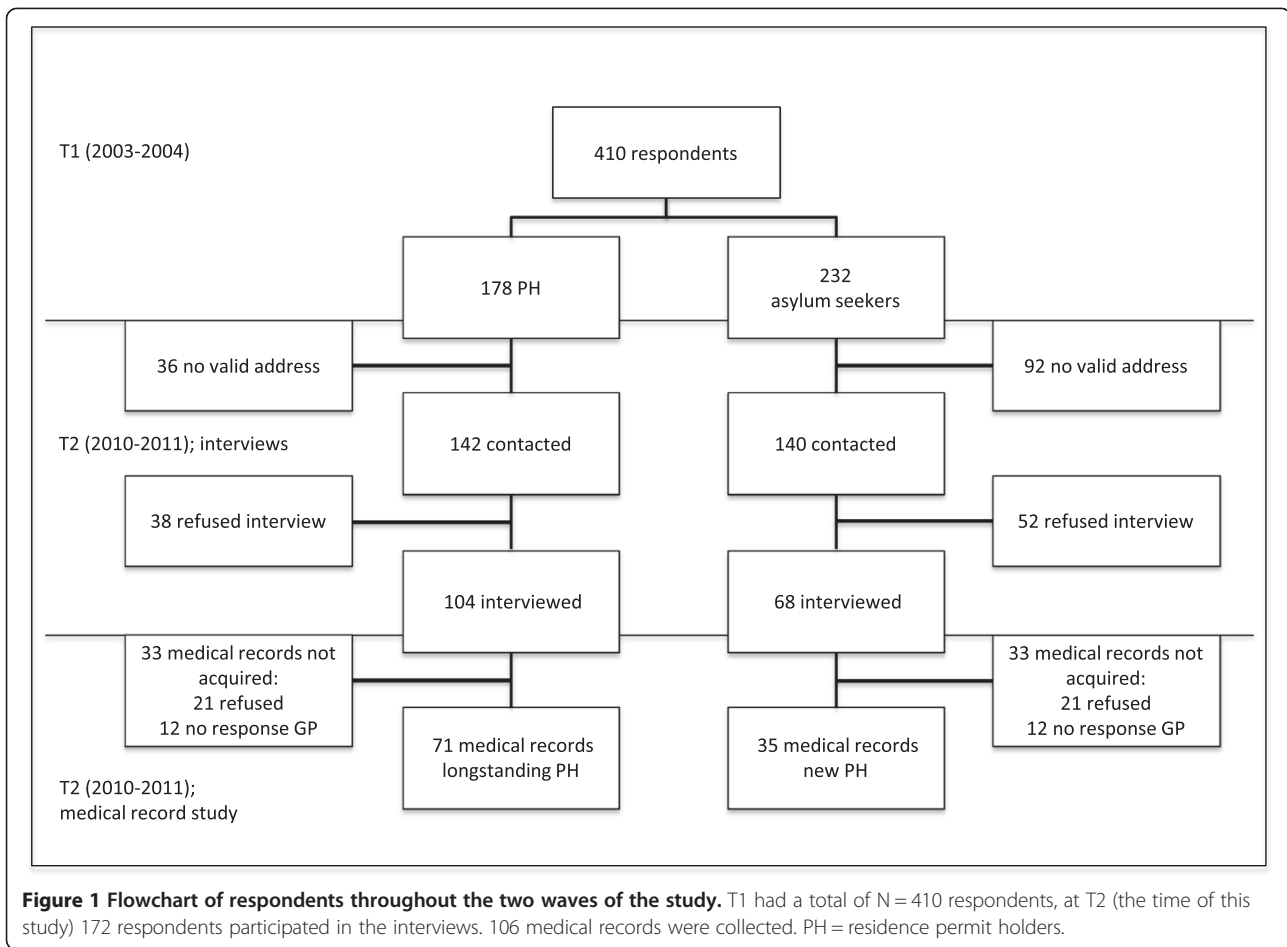 T1 (2003-2004)
410 respondents
178 PH
232
asylum seekers
36 no valid address
92 no valid address
142 contacted
140 contacted
T2 (2010-2011); interviews
38 refused interview
52 refused interview
104 interviewed
68 interviewed
33 medical records not
acquired:
21 refused
12 no response GP
33 medical records not
acquired:
21 refused
12 no response GP
71 medical records
longstanding PH
35 medical records
new PH
T2 (2010-2011);
medical record study
Figure 1 Flowchart of respondents throughout the two waves of the study. T1 had a total of N = 410 respondents, at T2 (the time of this
study) 172 respondents participated in the interviews. 106 medical records were collected. PH = residence permit holders.